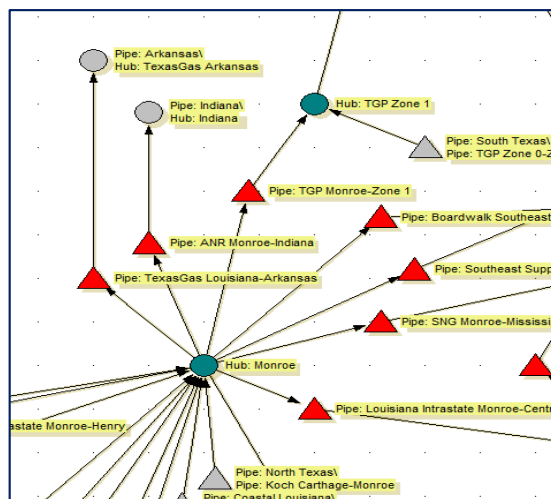 Pipe: Arkansas\
Hub: TexasGas Arkansas
Pipe: Indiana\
Hub: Indiana
Hub: TGP Zone 1
Pipe: South Texas\
Pipe: TGP Zone 0-Z
Pipe: TGP Monroe-Zone 1
Pipe: Boardwalk Southeast
Pipe: ANR Monroe-Indiana
Pipe: Southeast Supp
Pipe: TexasGas Louisiana-Arkansas
Pipe: SNG Monroe-Mississi
Hub: Monroe
Pipe: Louisiana Intrastate Monroe-Centr
astate Monroe-Henry
Pipe: North Texas\
Pipe: Koch Carthage-Monroe
Pipe: Coastal Louisiana\